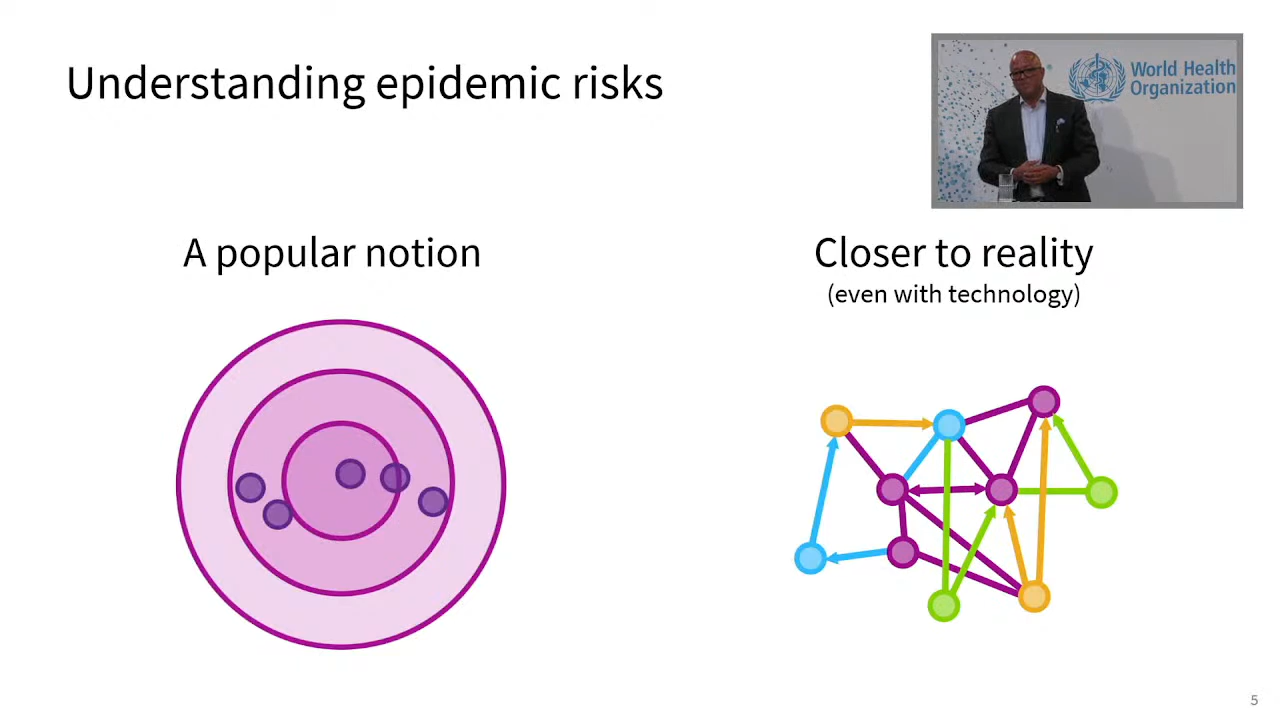 Understanding epidemic risks
World Health
Organization
A popular notion
Closer to reality
(even with technology)
5